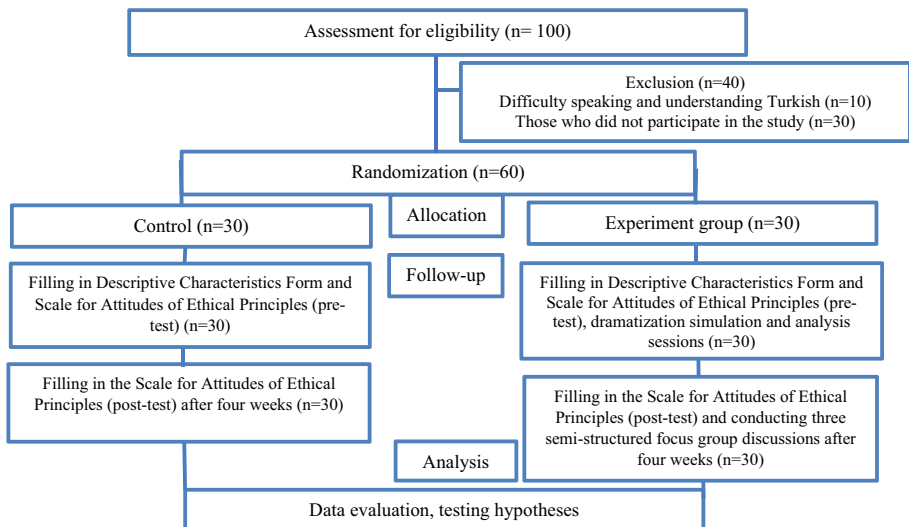 Assessment for eligibility (n= 100)
Exclusion (n=40)
Difficulty speaking and understanding Turkish (n=10)
Those who did not participate in the study (n=30)
Randomization (n=60)
Allocation
Control (n=30)
Experiment group (n=30)
Follow-up
Filling in Descriptive Characteristics Form and
Scale for Attitudes of Ethical Principles (pre-
test) (n=30)
Filling in Descriptive Characteristics Form and
Scale for Attitudes of Ethical Principles (pre-
test), dramatization simulation and analysis
sessions (n=30)
Filling in the Scale for Attitudes of Ethical
Principles (post-test) after four weeks (n=30)
Filling in the Scale for Attitudes of Ethical
Principles (post-test) and conducting three
semi-structured focus group discussions after
four weeks (n=30)
Analysis
Data evaluation, testing hypotheses